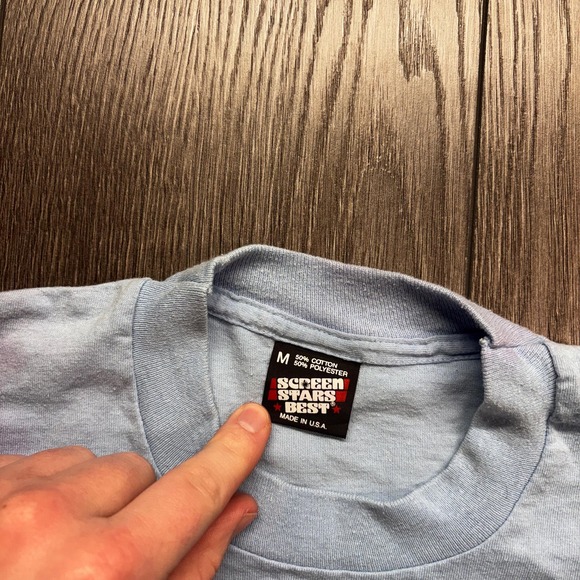 M 50% COTTON
50% POLYESTER
SCREEN
STARS
BEST®
MADE IN U.S.A.